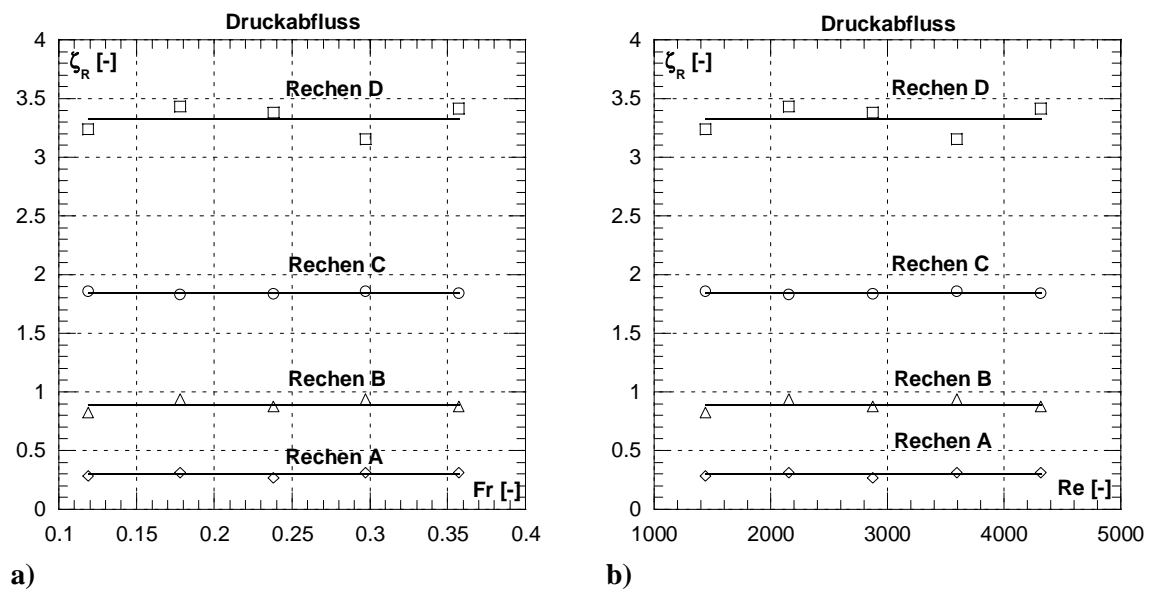 Druckabfluss
4
ζR [-]
Rechen D
3.5
3
2.5
Rechen C
2
1.5
Rechen B
1
Rechen A
0.5
Fr [-]
0
0.1 0.15 0.2 0.25 0.3 0.35 0.4
a)
Druckabfluss
4
ζR [-]
Rechen D
3.5
3
2.5
Rechen C
2
1.5
Rechen B
1
Rechen A
0.5
Re [-]
0
1000 2000 3000 4000 5000
b)